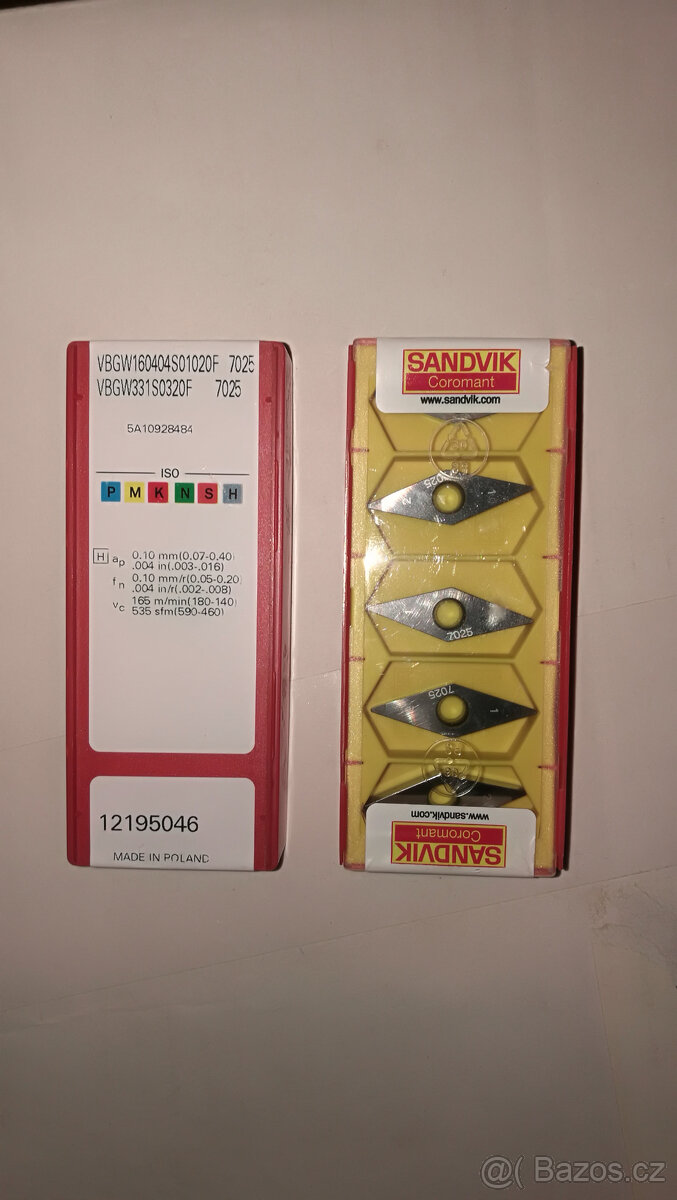 VBGW160404S01020F 7025
VBGW331S0320F 7025
5A10928484
ISO
P M K N S H
H ap 0.10 mm(0.07-0.40)
.004 in(.003-.016)
fn 0.10 mm/r(0.05-0.20)
.004 in/r(.002-.008)
vc 165 m/min(180-140)
535 sfm(590-460)
12195046
MADE IN POLAND
SANDVIK
Coromant
www.sandvik.com
7025
1
7025
7025
1
www.sandvik.com
Coromant
SANDVIK
@( Bazos.cz